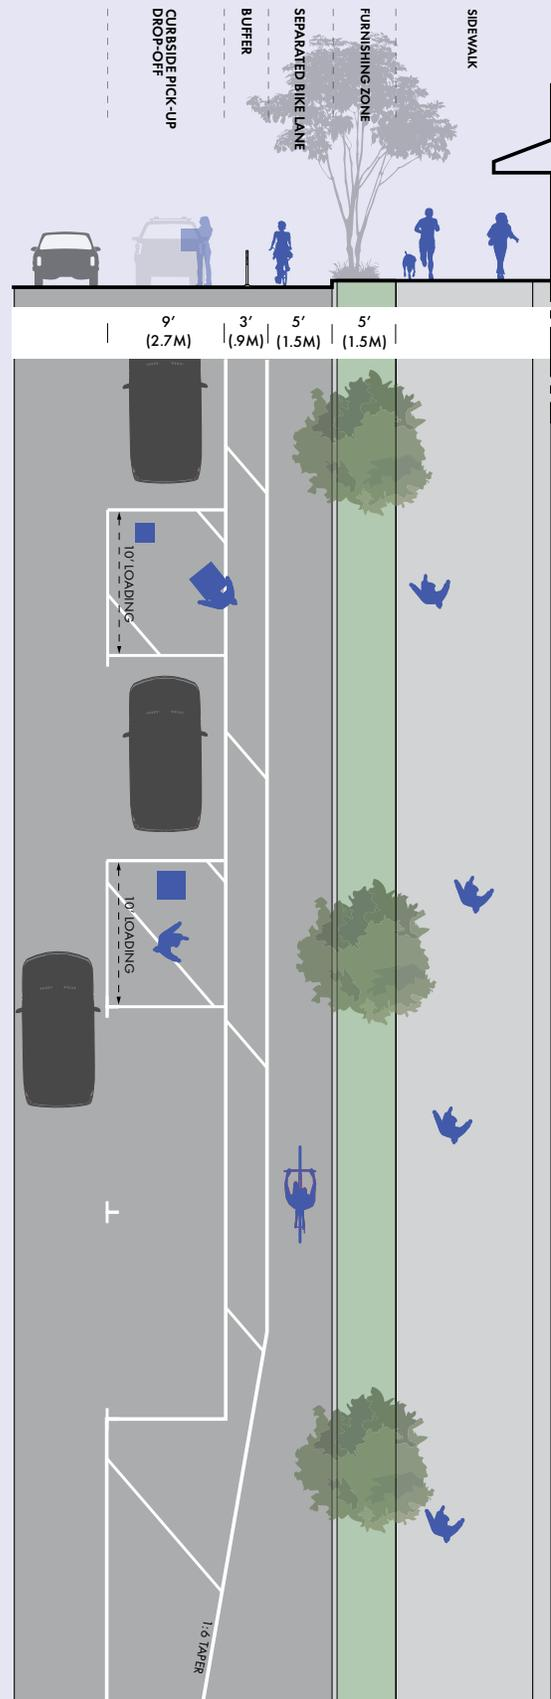 CURBSIDE PICK-UP
DROP-OFF
BUFFER
SEPARATED BIKE LANE
FURNISHING ZONE
SIDEWALK
9’
(2.7M)
3’
(.9M)
5’
(1.5M)
5’
(1.5M)
10’ LOADING
10’ LOADING
1:6 TAPER